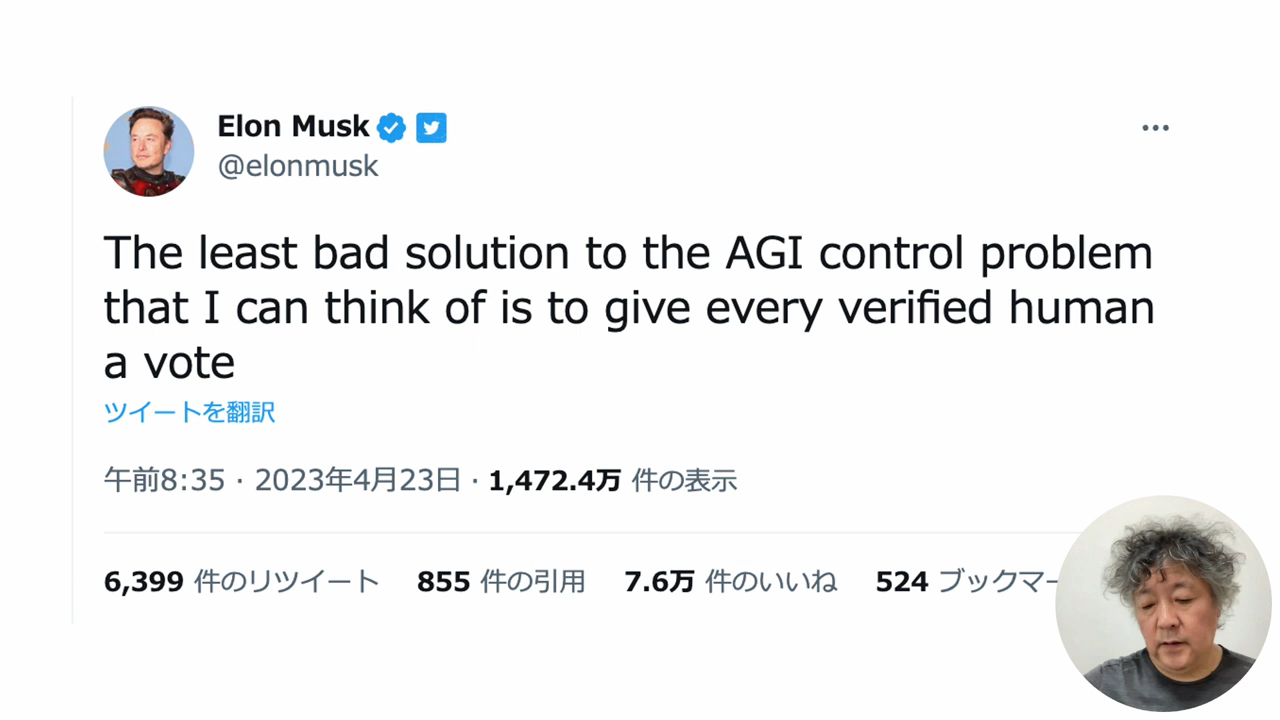 Elon Musk
@elonmusk
The least bad solution to the AGI control problem
that I can think of is to give every verified human
a vote
ツイートを翻訳
午前8:35 · 2023年4月23日 · 1,472.4万 件の表示
6,399 件のリツイート 855 件の引用 7.6万 件のいいね 524 ブックマー